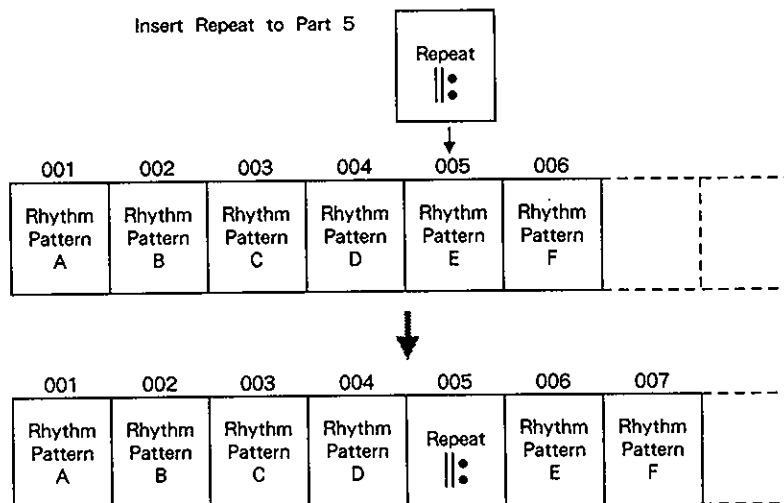 Insert Repeat to Part 5
Repeat
001 002 003 004 005 006
Rhythm Rhythm Rhythm Rhythm Rhythm Rhythm
Pattern Pattern Pattern Pattern Pattern Pattern
A B C D E F
001 002 003 004 005 006 007
Rhythm Rhythm Rhythm Rhythm Repeat Rhythm Rhythm
Pattern Pattern Pattern Pattern Pattern Pattern
A B C D E F